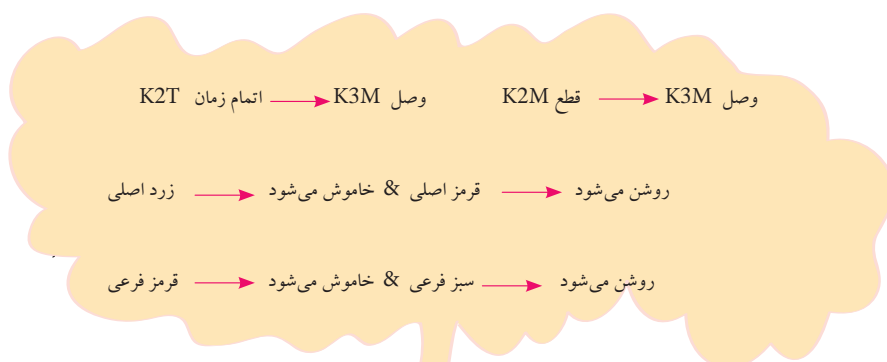 اتمام زمان K2T → وصل K3M قطع K2M → وصل K3M
زرد اصلی → خاموش می‌شود & قرمز اصلی → روشن می‌شود
قرمز فرعی → خاموش می‌شود & سبز فرعی → روشن می‌شود